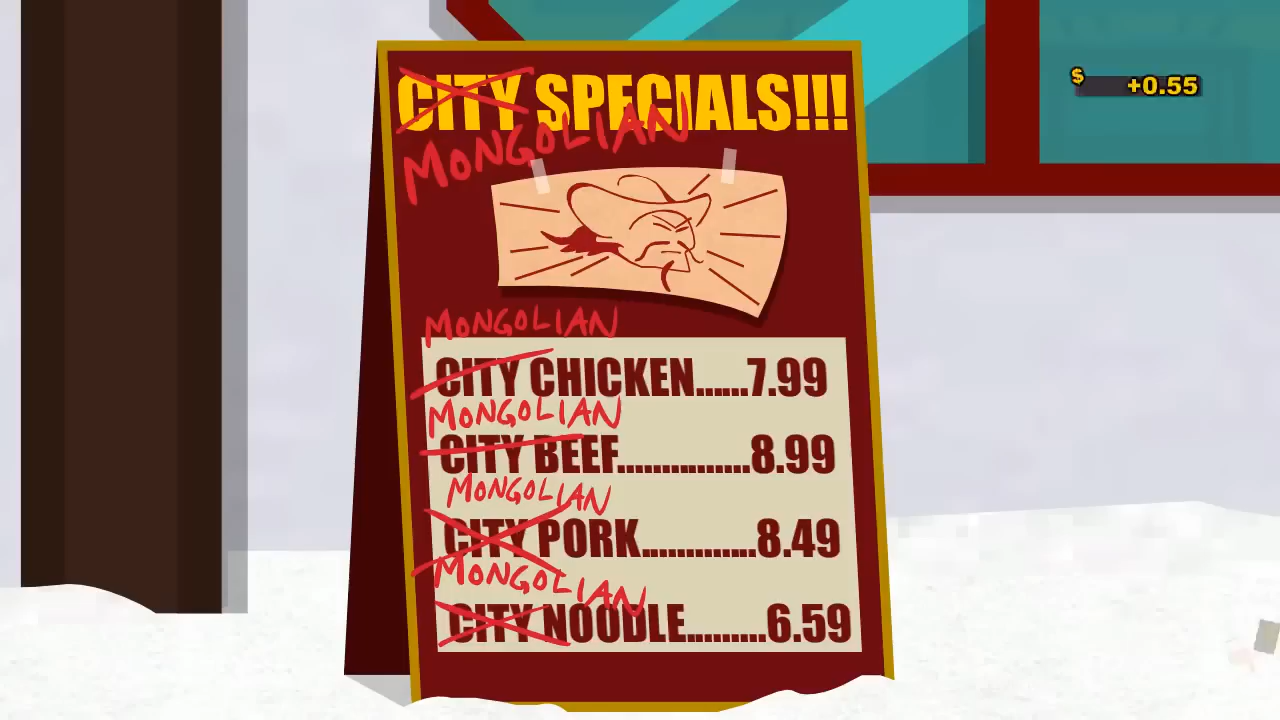 CITY SPECIALS!!!
MONGOLIAN
$ +0.55
MONGOLIAN
CITY CHICKEN......7.99
MONGOLIAN
CITY BEEF...............8.99
MONGOLIAN
CITY PORK.............8.49
MONGOLIAN
CITY NOODLE.........6.59